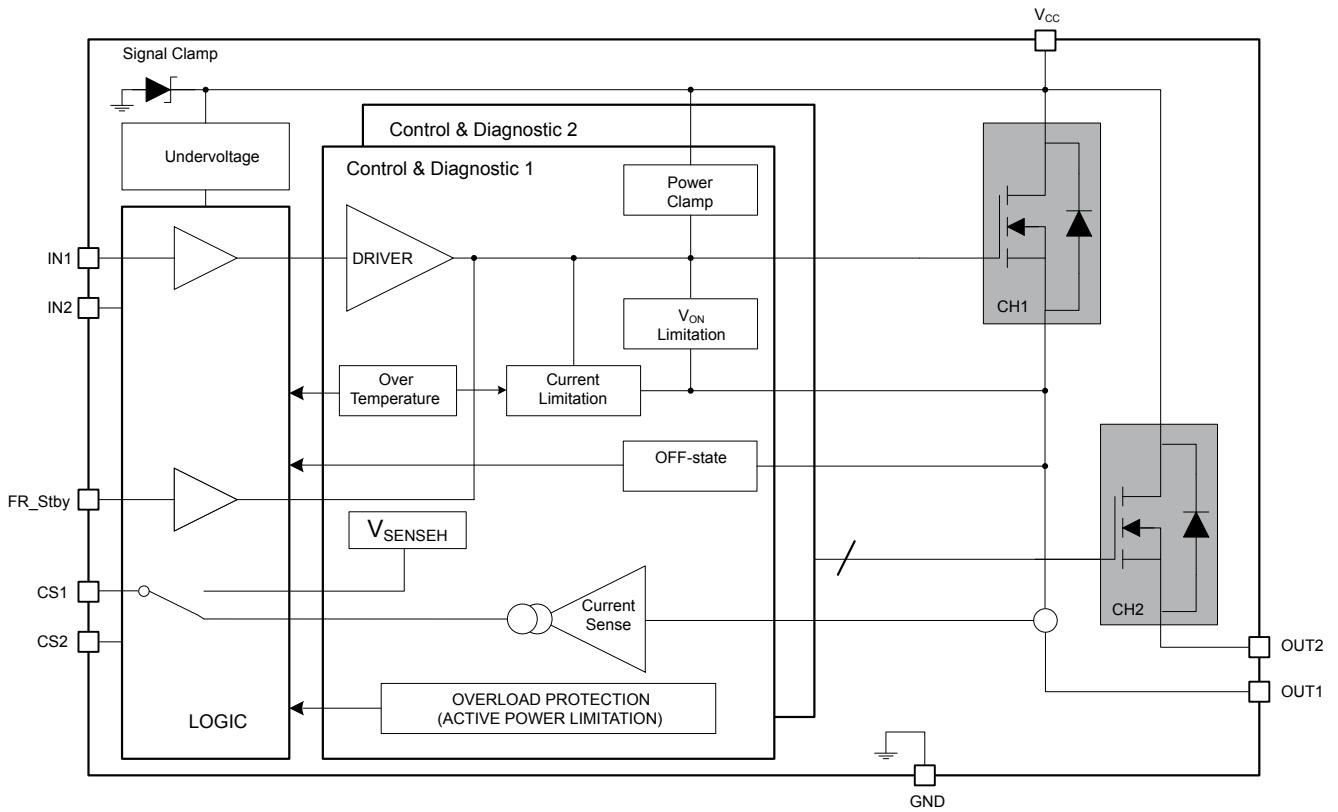 VCC
Signal Clamp
Undervoltage
Control & Diagnostic 2
Control & Diagnostic 1
Power
Clamp
IN1
DRIVER
IN2
CH1
VON
Limitation
Over
Temperature
Current
Limitation
OFF-state
FR_Stby
VSENSEH
CS1
Current
Sense
CH2
CS2
OUT2
OUT1
OVERLOAD PROTECTION
(ACTIVE POWER LIMITATION)
LOGIC
GND